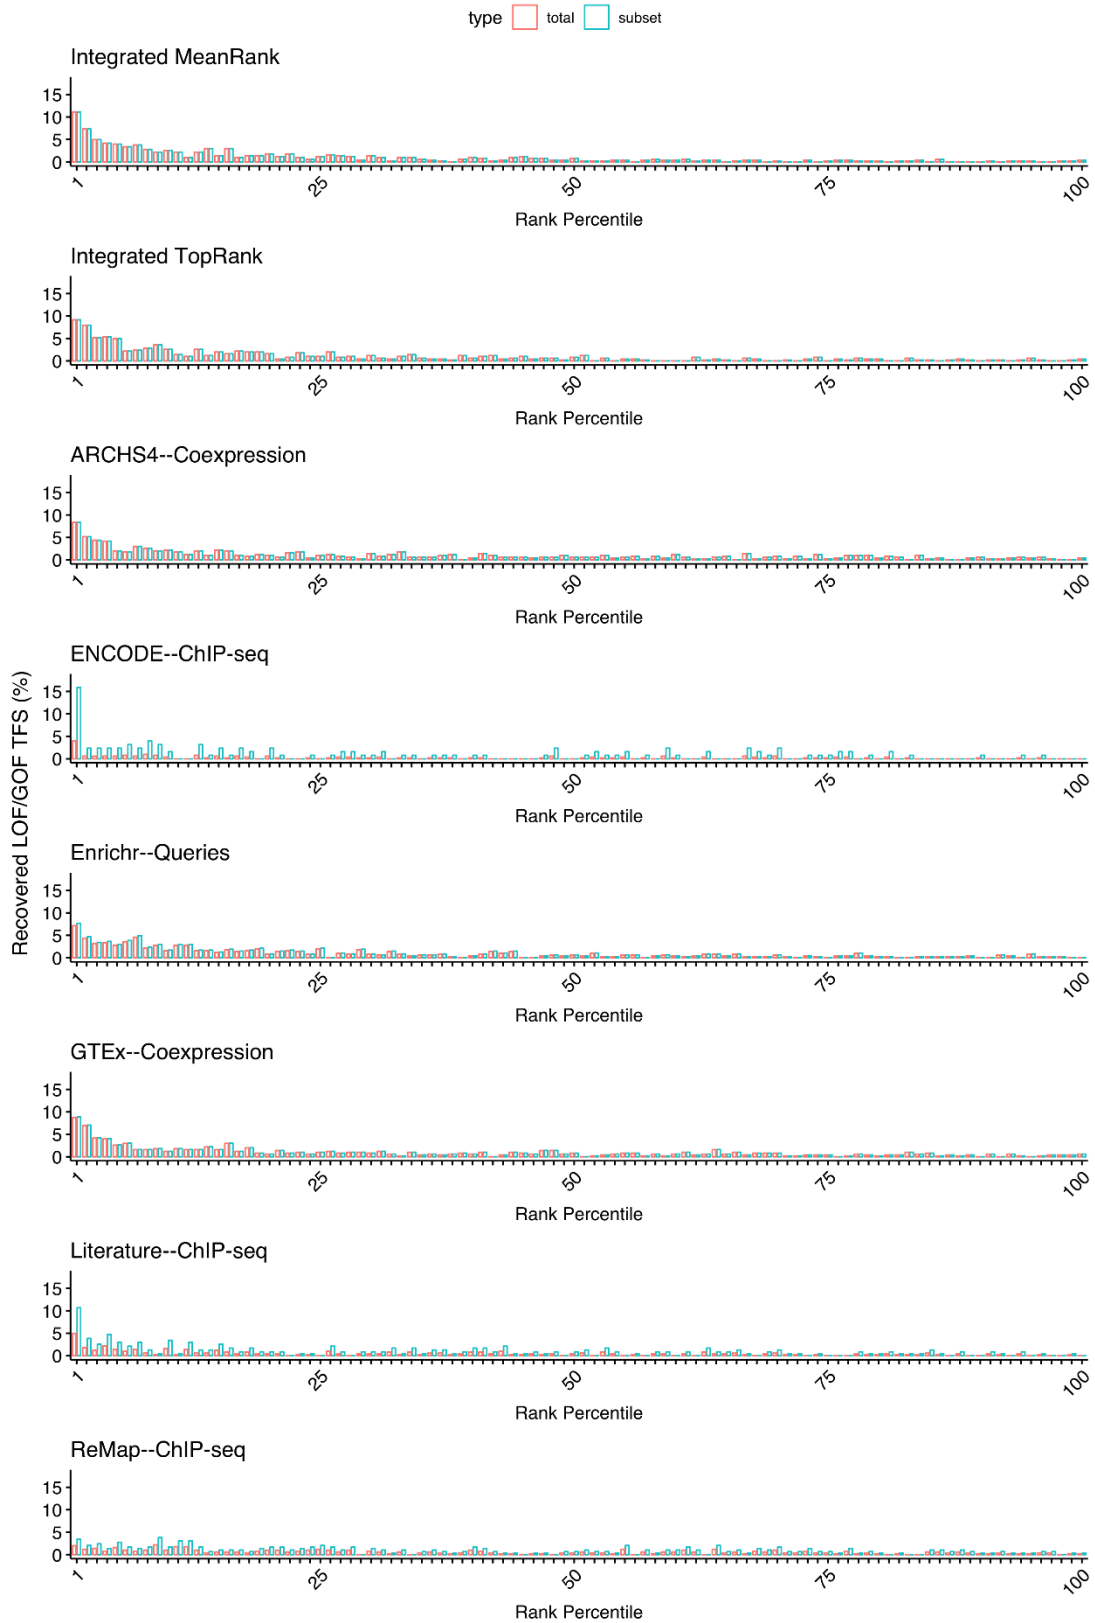 type total subset
Integrated MeanRank
15
10
5
0
1 25 50 75 100
Rank Percentile
Integrated TopRank
15
10
5
0
1 25 50 75 100
Rank Percentile
ARCHS4--Coexpression
15
10
5
0
1 25 50 75 100
Rank Percentile
Recovered LOF/GOF TFS (%)
ENCODE--ChIP-seq
15
10
5
0
1 25 50 75 100
Rank Percentile
Enrichr--Queries
15
10
5
0
1 25 50 75 100
Rank Percentile
GTEx--Coexpression
15
10
5
0
1 25 50 75 100
Rank Percentile
Literature--ChIP-seq
15
10
5
0
1 25 50 75 100
Rank Percentile
ReMap--ChIP-seq
15
10
5
0
1 25 50 75 100
Rank Percentile